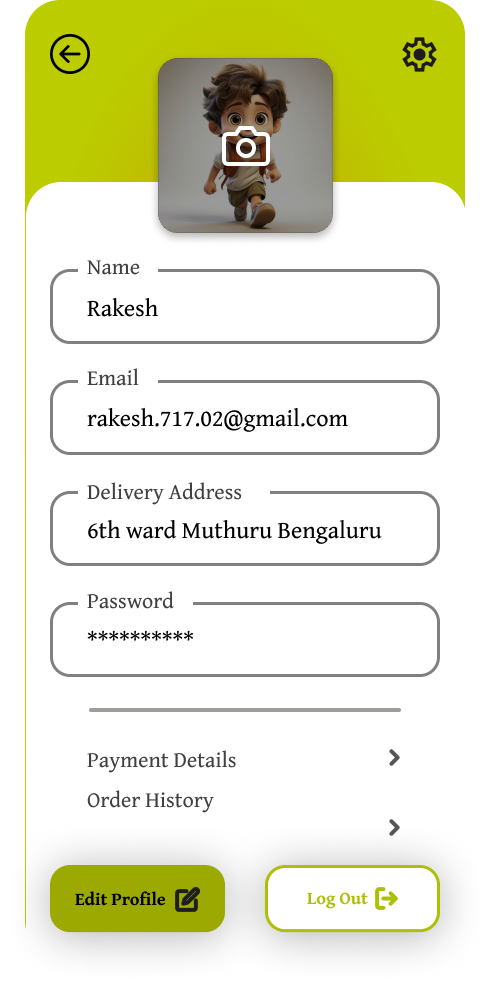 Name
Rakesh
Email
rakesh.717.02@gmail.com
Delivery Address
6th ward Muthuru Bengaluru
Password
**********
Payment Details
Order History
Edit Profile
Log Out